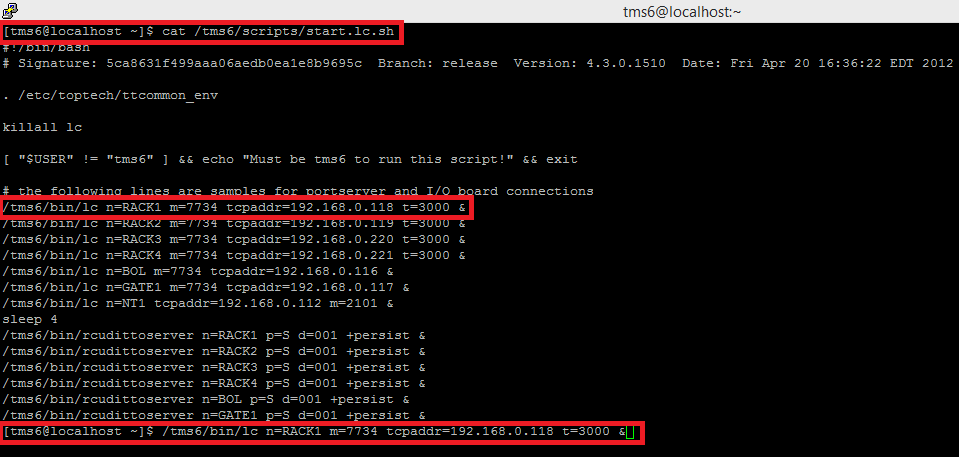 tms6@localhost:~
[tms6@localhost ~]$ cat /tms6/scripts/start.lc.sh
#!/bin/bash
# Signature: 5ca8631f499aaa06aedb0ea1e8b9695c  Branch: release  Version: 4.3.0.1510  Date: Fri Apr 20 16:36:22 EDT 2012
. /etc/toptech/ttcommon_env
killall lc
[ "$USER" != "tms6" ] && echo "Must be tms6 to run this script!" && exit
# the following lines are samples for portserver and I/O board connections
/tms6/bin/lc n=RACK1 m=7734 tcpaddr=192.168.0.118 t=3000 &
/tms6/bin/lc n=RACK2 m=7734 tcpaddr=192.168.0.119 t=3000 &
/tms6/bin/lc n=RACK3 m=7734 tcpaddr=192.168.0.220 t=3000 &
/tms6/bin/lc n=RACK4 m=7734 tcpaddr=192.168.0.221 t=3000 &
/tms6/bin/lc n=BOL m=7734 tcpaddr=192.168.0.116 &
/tms6/bin/lc n=GATE1 m=7734 tcpaddr=192.168.0.117 &
/tms6/bin/lc n=NT1 tcpaddr=192.168.0.112 m=2101 &
sleep 4
/tms6/bin/rcudittoserver n=RACK1 p=S d=001 +persist &
/tms6/bin/rcudittoserver n=RACK2 p=S d=001 +persist &
/tms6/bin/rcudittoserver n=RACK3 p=S d=001 +persist &
/tms6/bin/rcudittoserver n=RACK4 p=S d=001 +persist &
/tms6/bin/rcudittoserver n=BOL p=S d=001 +persist &
/tms6/bin/rcudittoserver n=GATE1 p=S d=001 +persist &
[tms6@localhost ~]$ /tms6/bin/lc n=RACK1 m=7734 tcpaddr=192.168.0.118 t=3000 &